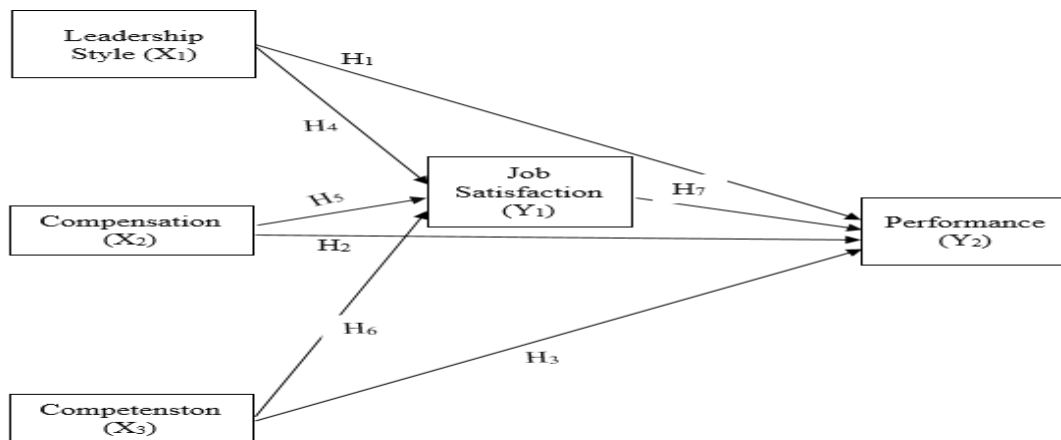 Leadership
Style (X₁)
H₁
H₄
Job
Satisfaction
(Y₁)
H₇
H₅
Compensation
(X₂)
H₂
Performance
(Y₂)
H₆
H₃
Competenston
(X₃)